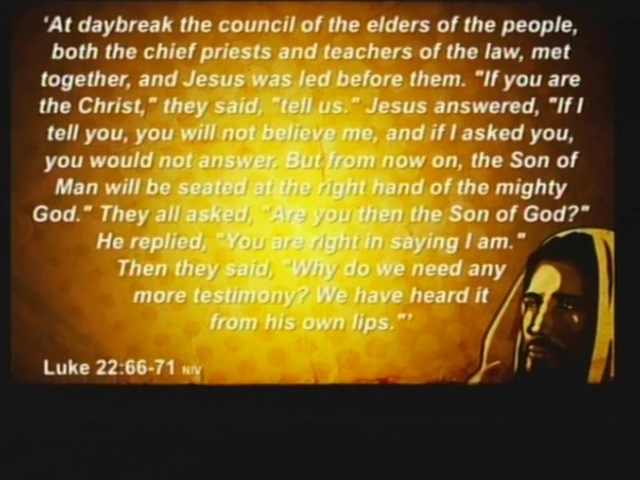 ‘At daybreak the council of the elders of the people,
both the chief priests and teachers of the law, met
together, and Jesus was led before them. "If you are
the Christ," they said, "tell us." Jesus answered, "If I
tell you, you will not believe me, and if I asked you,
you would not answer. But from now on, the Son of
Man will be seated at the right hand of the mighty
God." They all asked, "Are you then the Son of God?"
He replied, "You are right in saying I am."
Then they said, "Why do we need any
more testimony? We have heard it
from his own lips."’
Luke 22:66-71 NIV